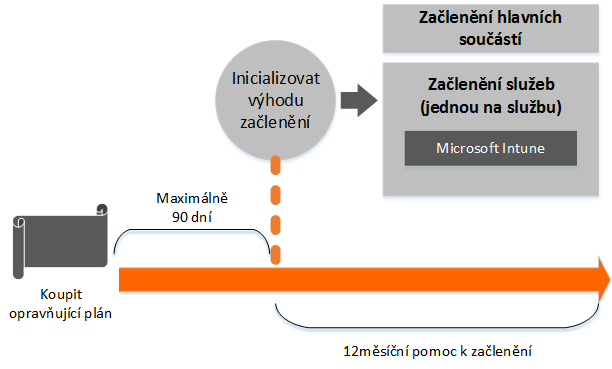 Začlenění hlavních
součástí
Inicializovat
výhodu
začlenění
Začlenění služeb
(jednou na službu)
Microsoft Intune
Maximálně
90 dní
Koupit
opravňující plán
12měsíční pomoc k začlenění